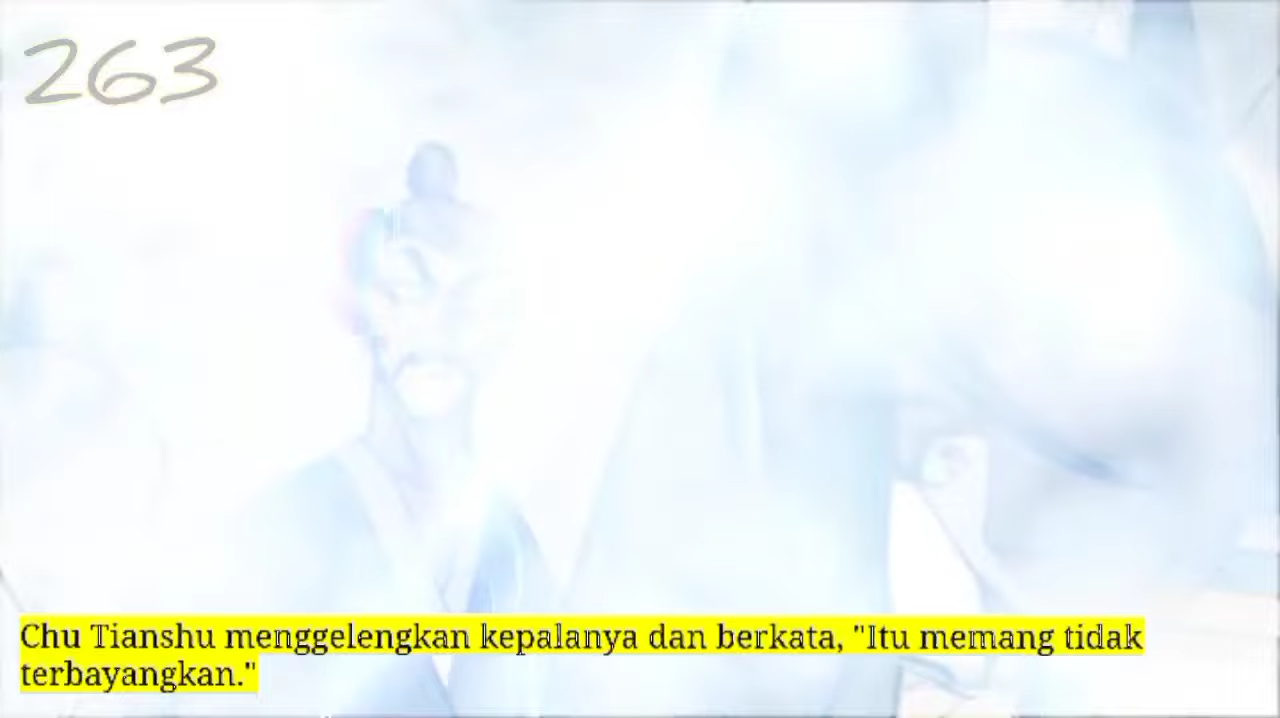 263
Chu Tianshu menggelengkan kepalanya dan berkata, "Itu memang tidak
terbayangkan."